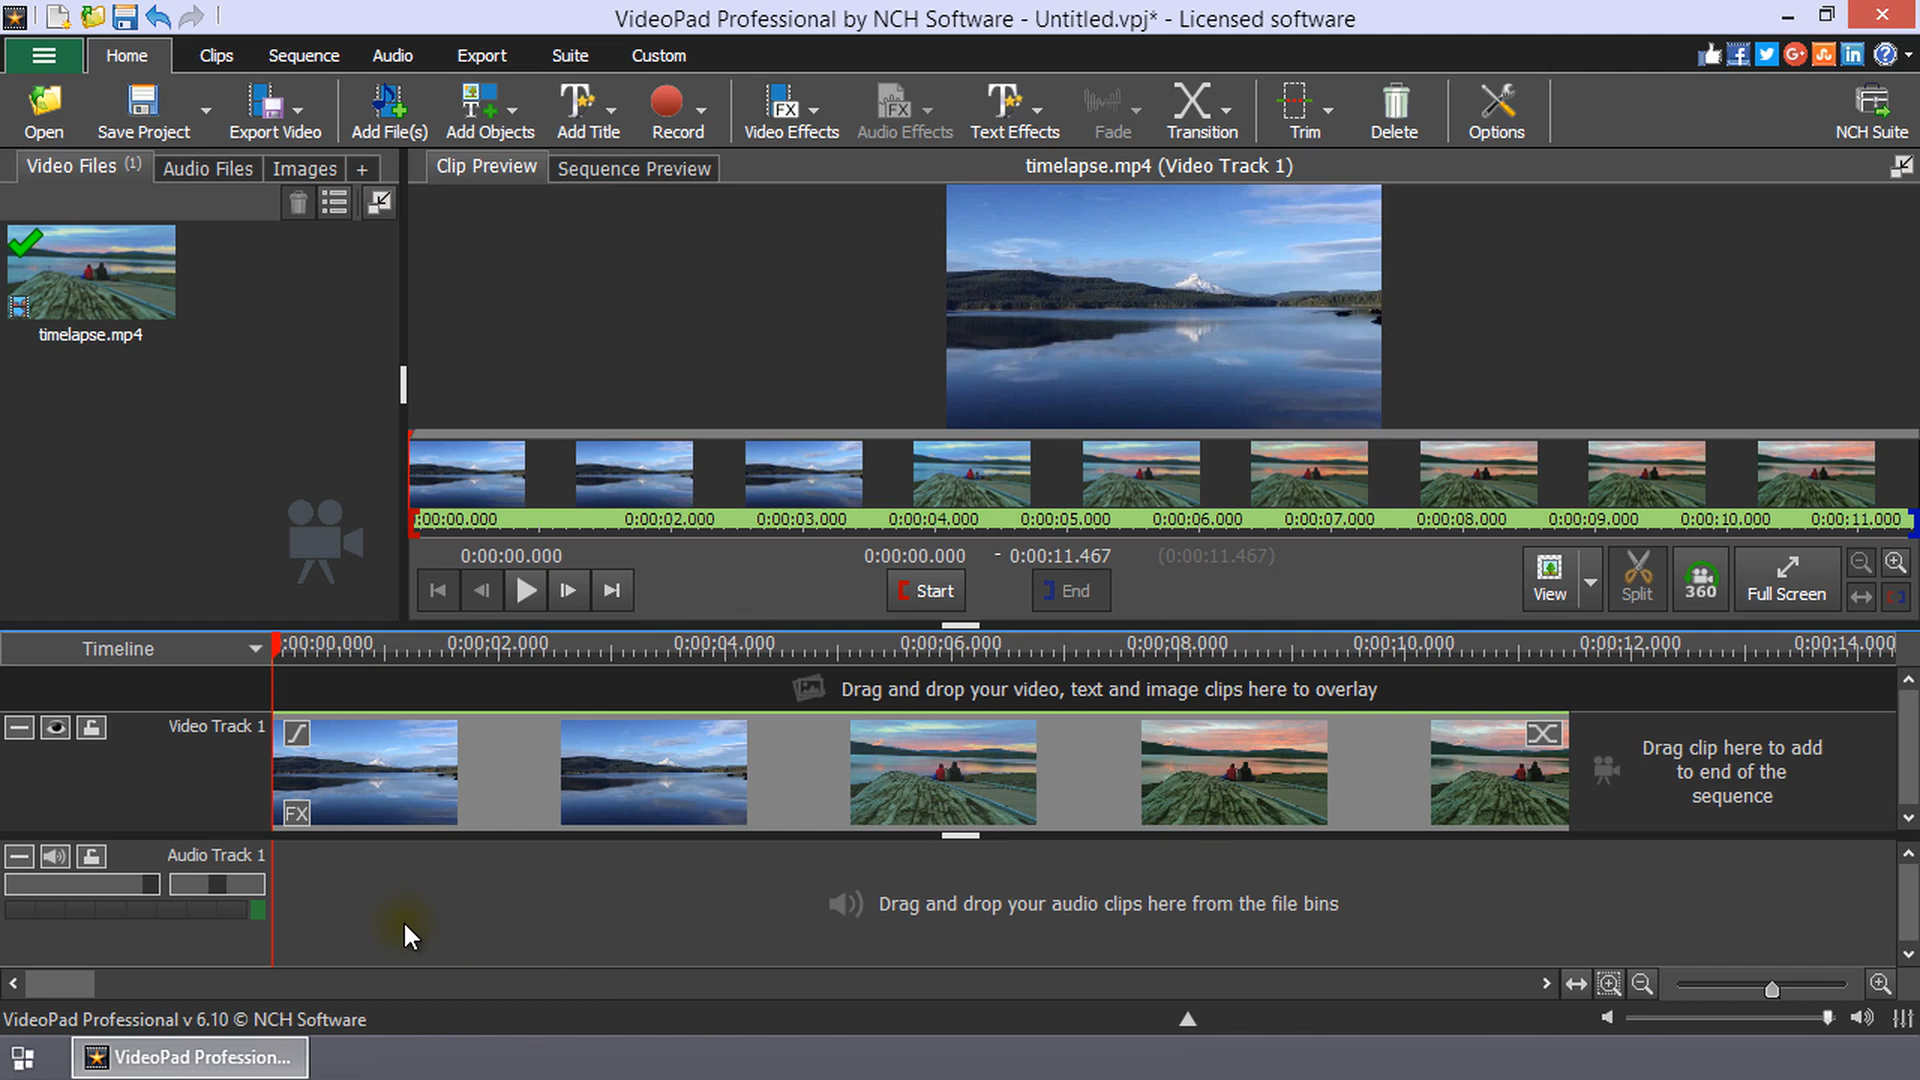 VideoPad Professional by NCH Software - Untitled.vpj* - Licensed software
Home
Clips
Sequence
Audio
Export
Suite
Custom
Open
Save Project
Export Video
Add File(s)
Add Objects
Add Title
Record
Video Effects
Audio Effects
Text Effects
Fade
Transition
Trim
Delete
Options
NCH Suite
Video Files (1)
Audio Files
Images
+
Clip Preview
Sequence Preview
timelapse.mp4 (Video Track 1)
timelapse.mp4
:00:00.000
0:00:02.000
0:00:03.000
0:00:04.000
0:00:05.000
0:00:06.000
0:00:07.000
0:00:08.000
0:00:09.000
0:00:10.000
0:00:11.000
0:00:00.000
0:00:00.000
- 0:00:11.467
(0:00:11.467)
Start
End
View
Split
360
Full Screen
Timeline
:00:00.000
0:00:02.000
0:00:04.000
0:00:06.000
0:00:08.000
0:00:10.000
0:00:12.000
0:00:14.000
Drag and drop your video, text and image clips here to overlay
Video Track 1
FX
Drag clip here to add
to end of the
sequence
Audio Track 1
Drag and drop your audio clips here from the file bins
VideoPad Professional v 6.10 © NCH Software
VideoPad Profession...